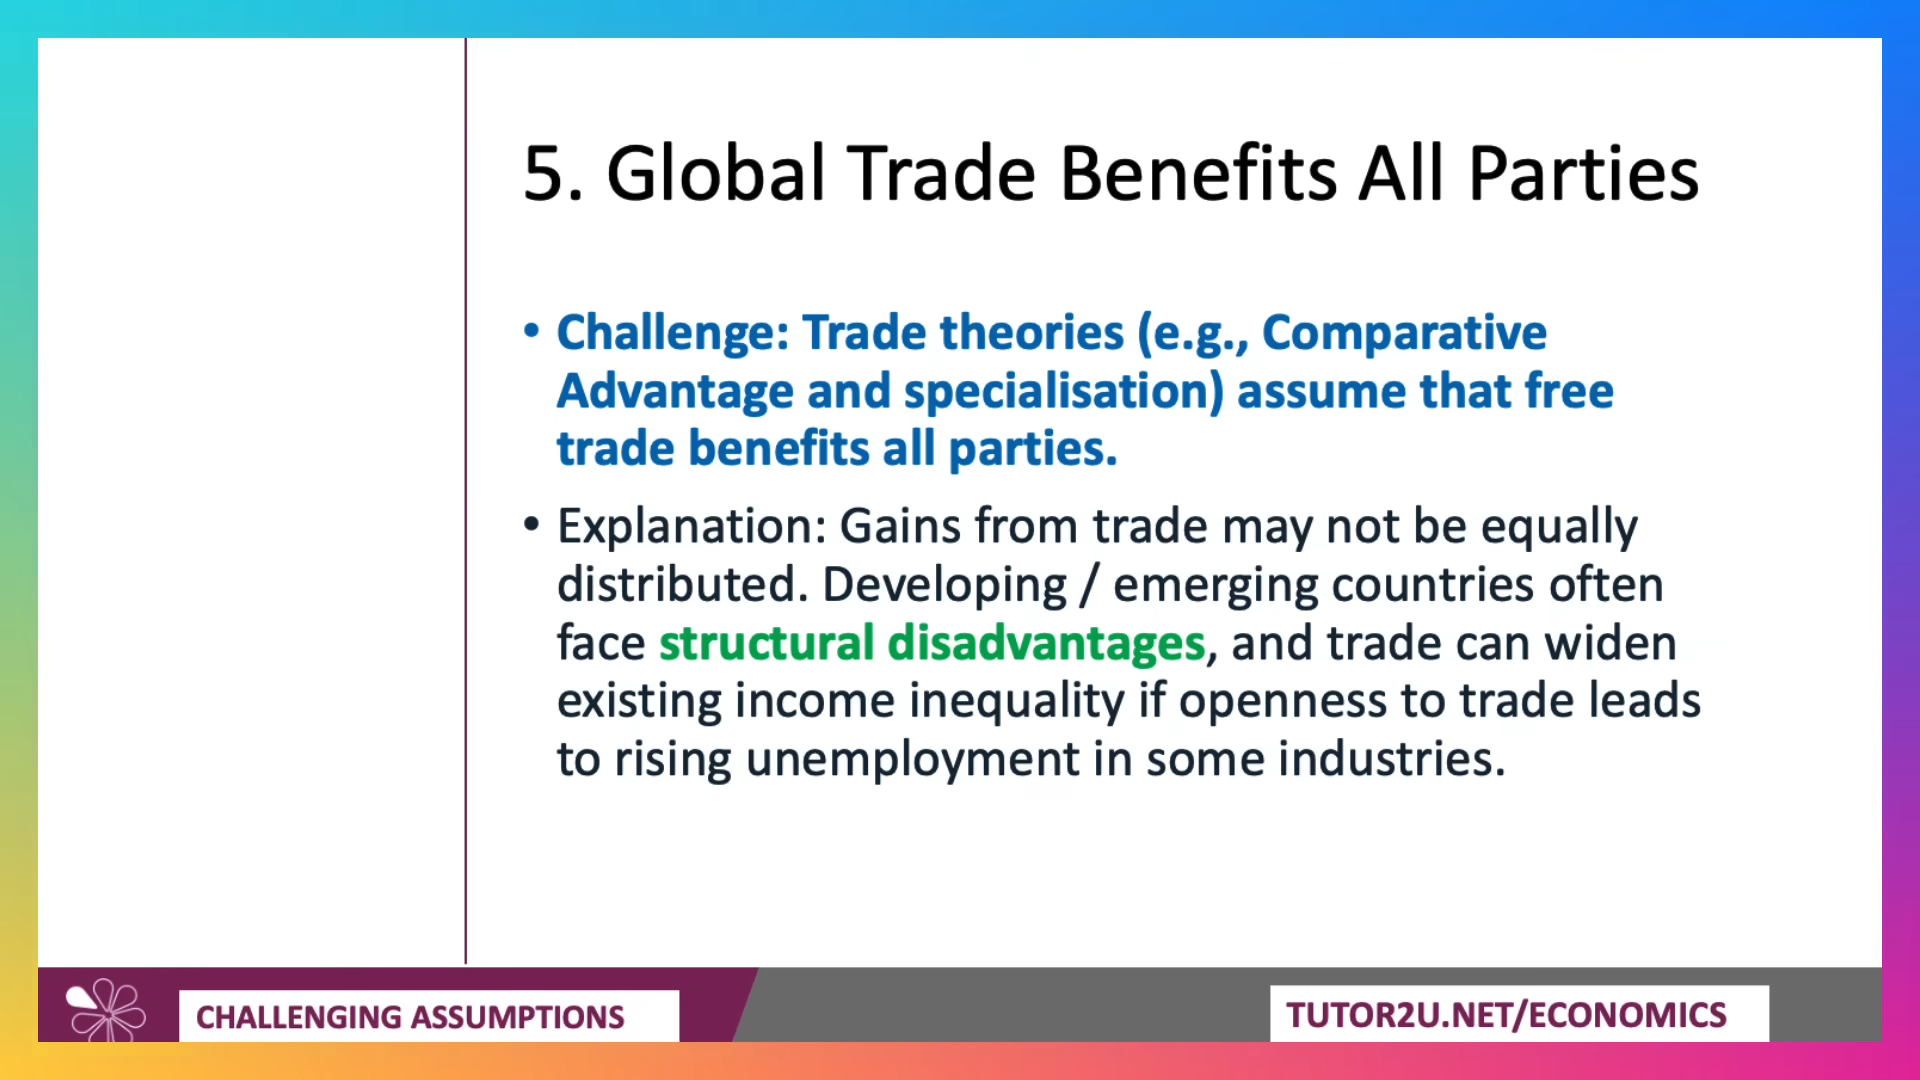 5. Global Trade Benefits All Parties
• Challenge: Trade theories (e.g., Comparative
Advantage and specialisation) assume that free
trade benefits all parties.
• Explanation: Gains from trade may not be equally
distributed. Developing / emerging countries often
face structural disadvantages, and trade can widen
existing income inequality if openness to trade leads
to rising unemployment in some industries.
CHALLENGING ASSUMPTIONS
TUTOR2U.NET/ECONOMICS